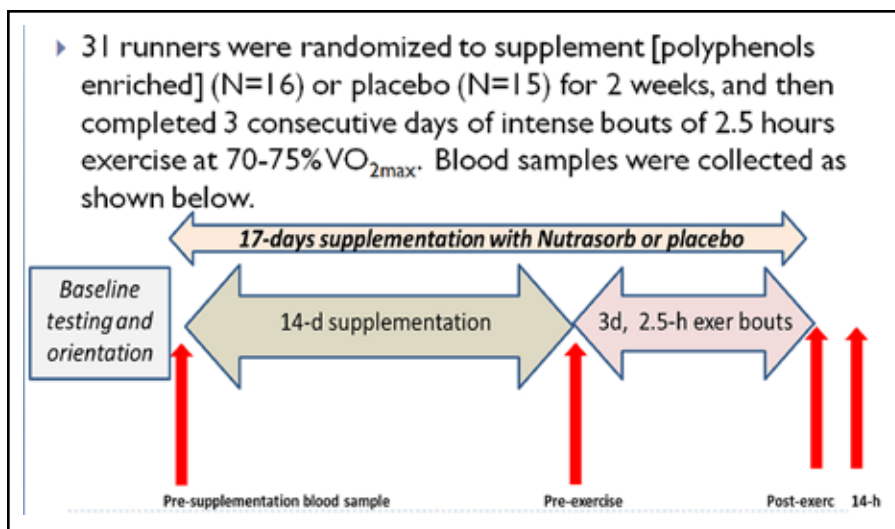 31 runners were randomized to supplement [polyphenols
enriched] (N=16) or placebo (N=15) for 2 weeks, and then
completed 3 consecutive days of intense bouts of 2.5 hours
exercise at 70-75% VO2max. Blood samples were collected as
shown below.
17-days supplementation with Nutrasorb or placebo
Baseline
testing and
orientation
14-d supplementation
3d, 2.5-h exer bouts
Pre-supplementation blood sample
Pre-exercise
Post-exerc
14-h